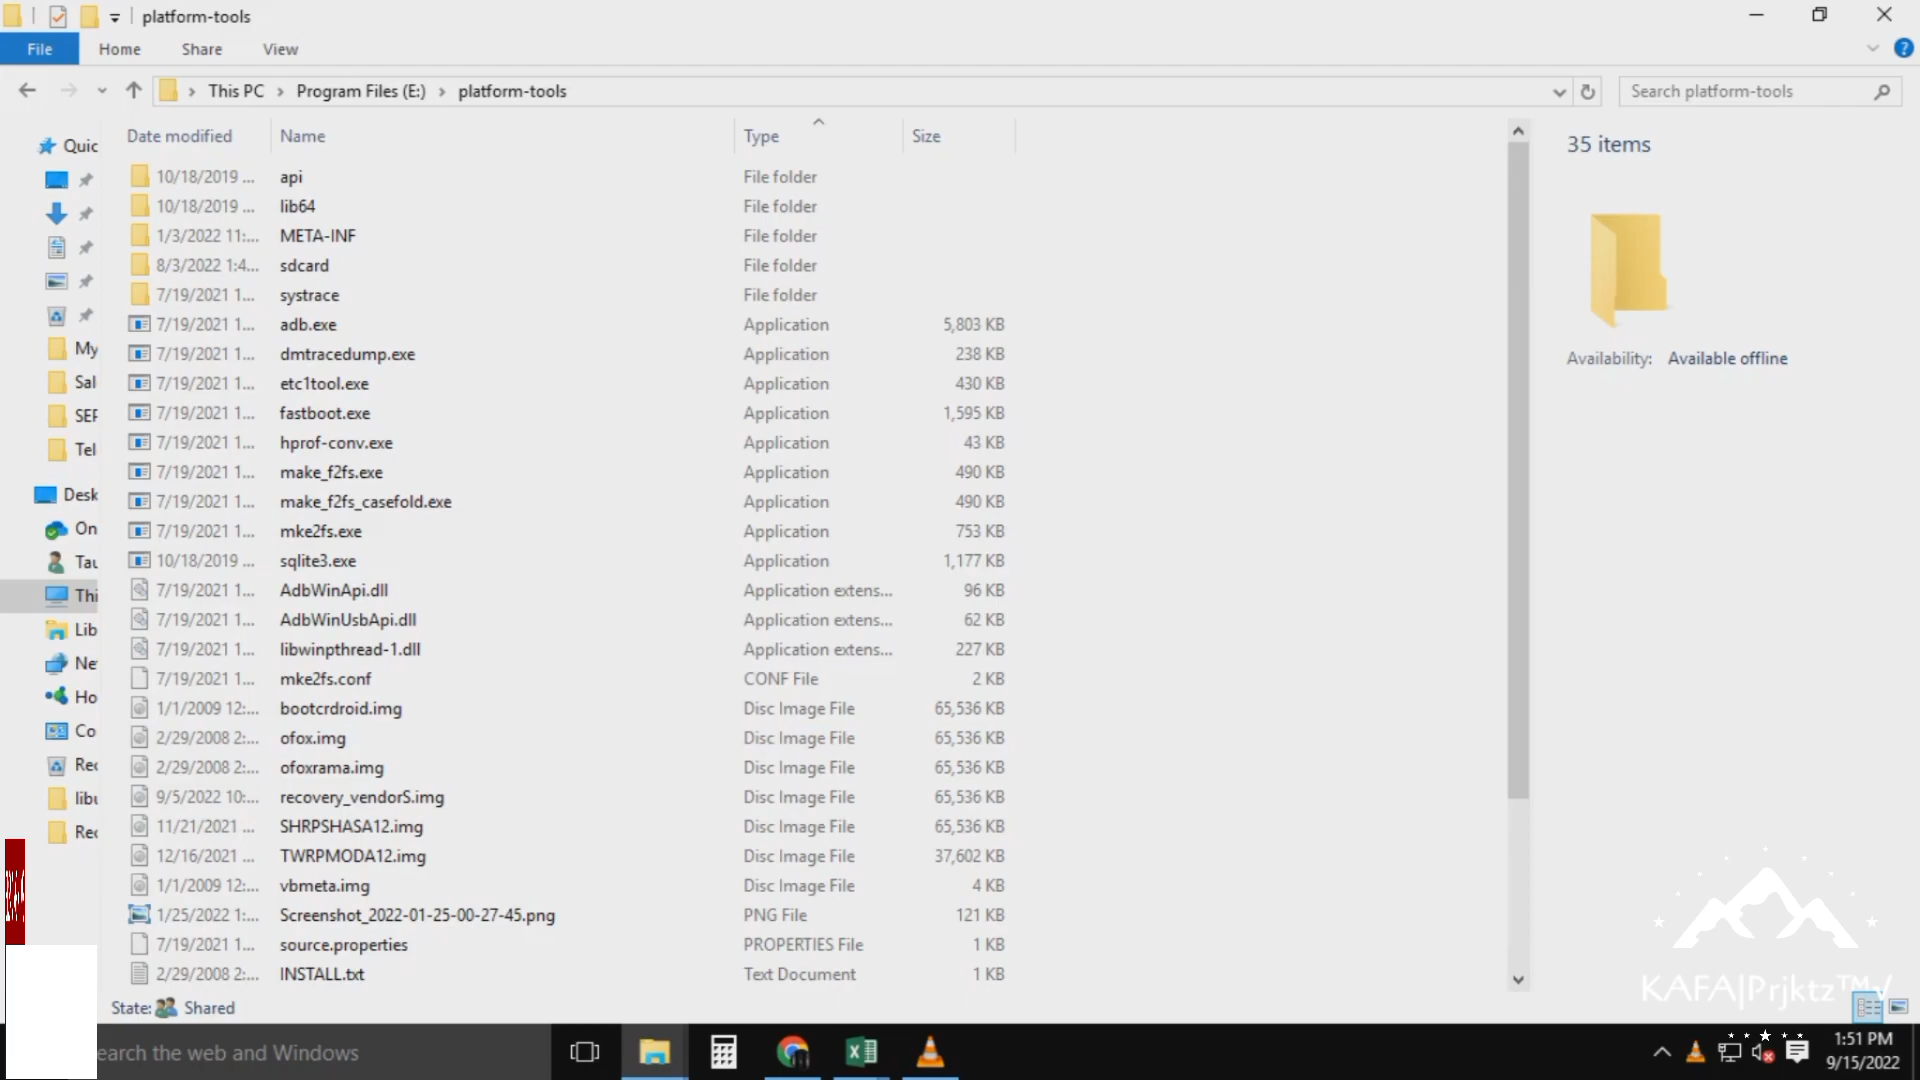 platform-tools
File Home Share View
This PC Program Files (E:) platform-tools
Search platform-tools
Quic
My
Sal
SEF
Tel
Desk
On
Tau
Thi
Lib
Ne
Ho
Co
Rec
libu
Rec
Date modified Name Type Size
10/18/2019 ... api File folder
10/18/2019 ... lib64 File folder
1/3/2022 11:... META-INF File folder
8/3/2022 1:4... sdcard File folder
7/19/2021 1... systrace File folder
7/19/2021 1... adb.exe Application 5,803 KB
7/19/2021 1... dmtracedump.exe Application 238 KB
7/19/2021 1... etc1tool.exe Application 430 KB
7/19/2021 1... fastboot.exe Application 1,595 KB
7/19/2021 1... hprof-conv.exe Application 43 KB
7/19/2021 1... make_f2fs.exe Application 490 KB
7/19/2021 1... make_f2fs_casefold.exe Application 490 KB
7/19/2021 1... mke2fs.exe Application 753 KB
10/18/2019 ... sqlite3.exe Application 1,177 KB
7/19/2021 1... AdbWinApi.dll Application extens... 96 KB
7/19/2021 1... AdbWinUsbApi.dll Application extens... 62 KB
7/19/2021 1... libwinpthread-1.dll Application extens... 227 KB
7/19/2021 1... mke2fs.conf CONF File 2 KB
1/1/2009 12:... bootcrdroid.img Disc Image File 65,536 KB
2/29/2008 2:... ofox.img Disc Image File 65,536 KB
2/29/2008 2:... ofoxrama.img Disc Image File 65,536 KB
9/5/2022 10:... recovery_vendorS.img Disc Image File 65,536 KB
11/21/2021 ... SHRPSHASA12.img Disc Image File 65,536 KB
12/16/2021 ... TWRPMODA12.img Disc Image File 37,602 KB
1/1/2009 12:... vbmeta.img Disc Image File 4 KB
1/25/2022 1:... Screenshot_2022-01-25-00-27-45.png PNG File 121 KB
7/19/2021 1... source.properties PROPERTIES File 1 KB
2/29/2008 2:... INSTALL.txt Text Document 1 KB
35 items
Availability: Available offline
State: Shared
KAFA|Prjktz™
earch the web and Windows
1:51 PM
9/15/2022